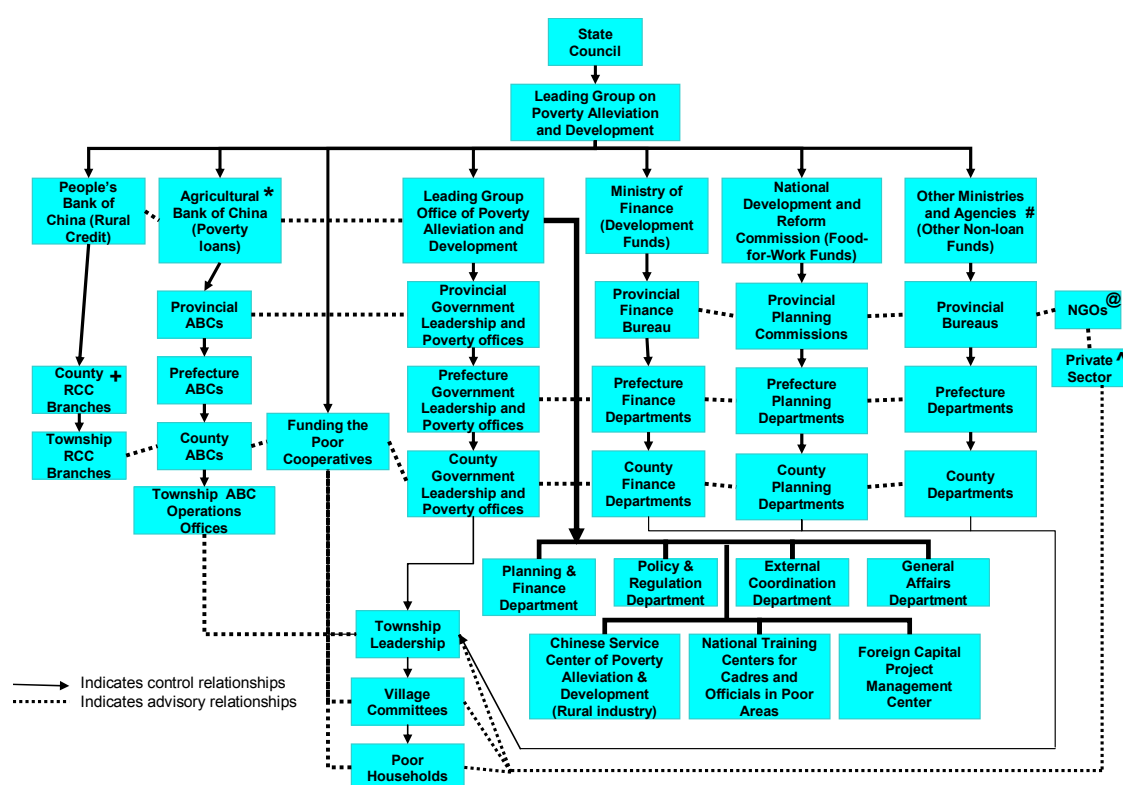 State
Council
Leading Group on
Poverty Alleviation
and Development
People's
Bank of
China (Rural
Credit)
Agricultural *
Bank of China
(Poverty
loans)
Leading Group
Office of Poverty
Alleviation and
Development
Ministry of
Finance
(Development
Funds)
National
Development and
Reform
Commission (Food-
for-Work Funds)
Other Ministries
and Agencies #
(Other Non-loan
Funds)
Provincial
ABCs
Provincial
Government
Leadership and
Poverty offices
Provincial
Finance
Bureau
Provincial
Planning
Commissions
Provincial
Bureaus
NGOs @
Private ^
Sector
County +
RCC
Branches
Prefecture
ABCs
Prefecture
Government
Leadership and
Poverty offices
Prefecture
Finance
Departments
Prefecture
Planning
Departments
Prefecture
Departments
Township
RCC
Branches
County
ABCs
Funding the
Poor
Cooperatives
County
Government
Leadership and
Poverty offices
County
Finance
Departments
County
Planning
Departments
County
Departments
Township ABC
Operations
Offices
Planning &
Finance
Department
Policy &
Regulation
Department
External
Coordination
Department
General
Affairs
Department
Township
Leadership
Chinese Service
Center of Poverty
Alleviation &
Development
(Rural industry)
National Training
Centers for
Cadres and
Officials in Poor
Areas
Foreign Capital
Project
Management
Center
Village
Committees
Poor
Households
Indicates control relationships
Indicates advisory relationships